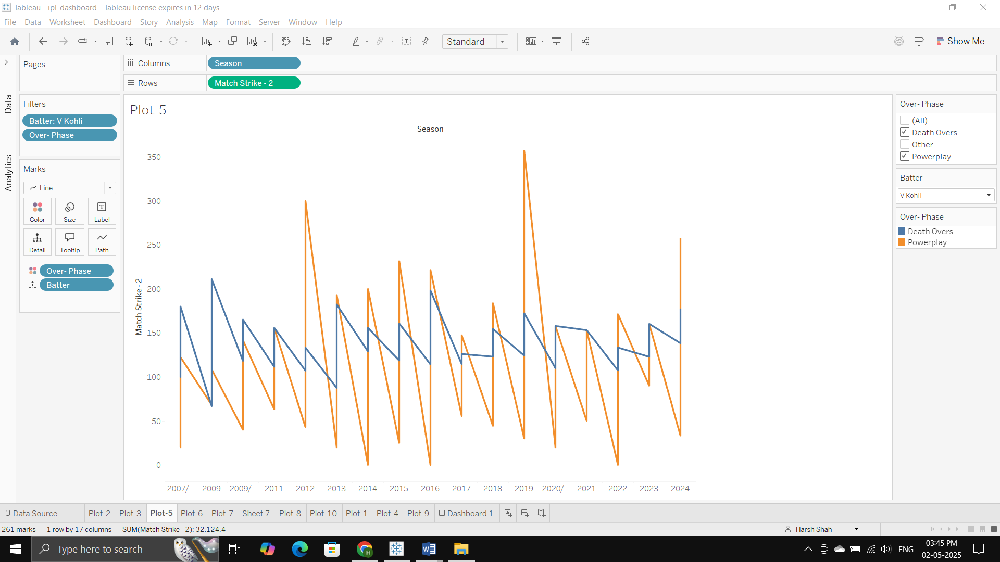 Tableau - ipl_dashboard - Tableau license expires in 12 days
File Data Worksheet Dashboard Story Analysis Map Format Server Window Help
Standard
Show Me
Pages
Columns
Season
Rows
Match Strike - 2
Data
Analytics
Filters
Batter: V Kohli
Over- Phase
Marks
Line
Color Size Label
Detail Tooltip Path
Over- Phase
Batter
Plot-5
Season
Match Strike - 2
350
300
250
200
150
100
50
0
2007/.. 2009 2009/.. 2011 2012 2013 2014 2015 2016 2017 2018 2019 2020/.. 2021 2022 2023 2024
Over- Phase
(All)
Death Overs
Other
Powerplay
Batter
V Kohli
Over- Phase
Death Overs
Powerplay
Data Source Plot-2 Plot-3 Plot-5 Plot-6 Plot-7 Sheet 7 Plot-8 Plot-10 Plot-1 Plot-4 Plot-9 Dashboard 1
261 marks 1 row by 17 columns SUM(Match Strike - 2): 32,124.4
Harsh Shah
Type here to search
H
W
ENG
03:45 PM
02-05-2025